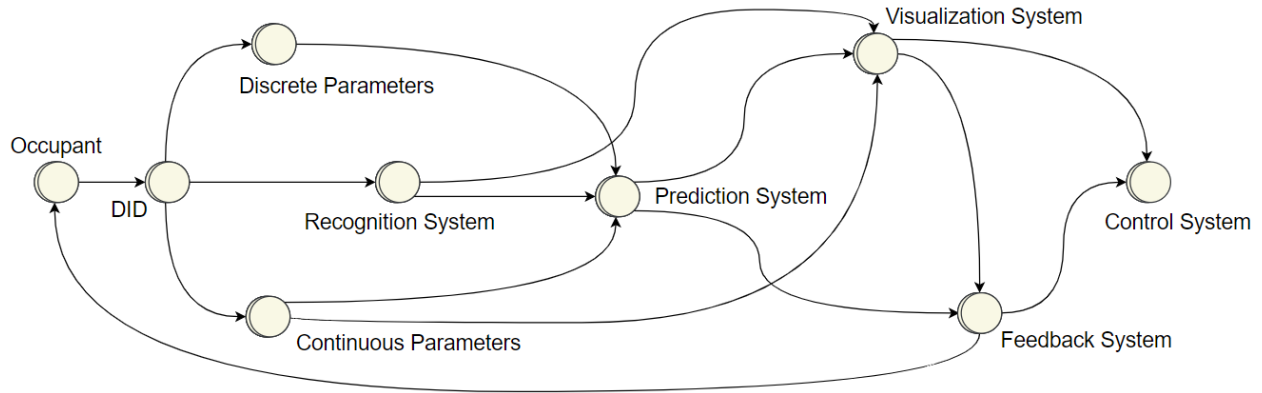 Visualization System
Discrete Parameters
Occupant
DID
Recognition System
Prediction System
Control System
Continuous Parameters
Feedback System